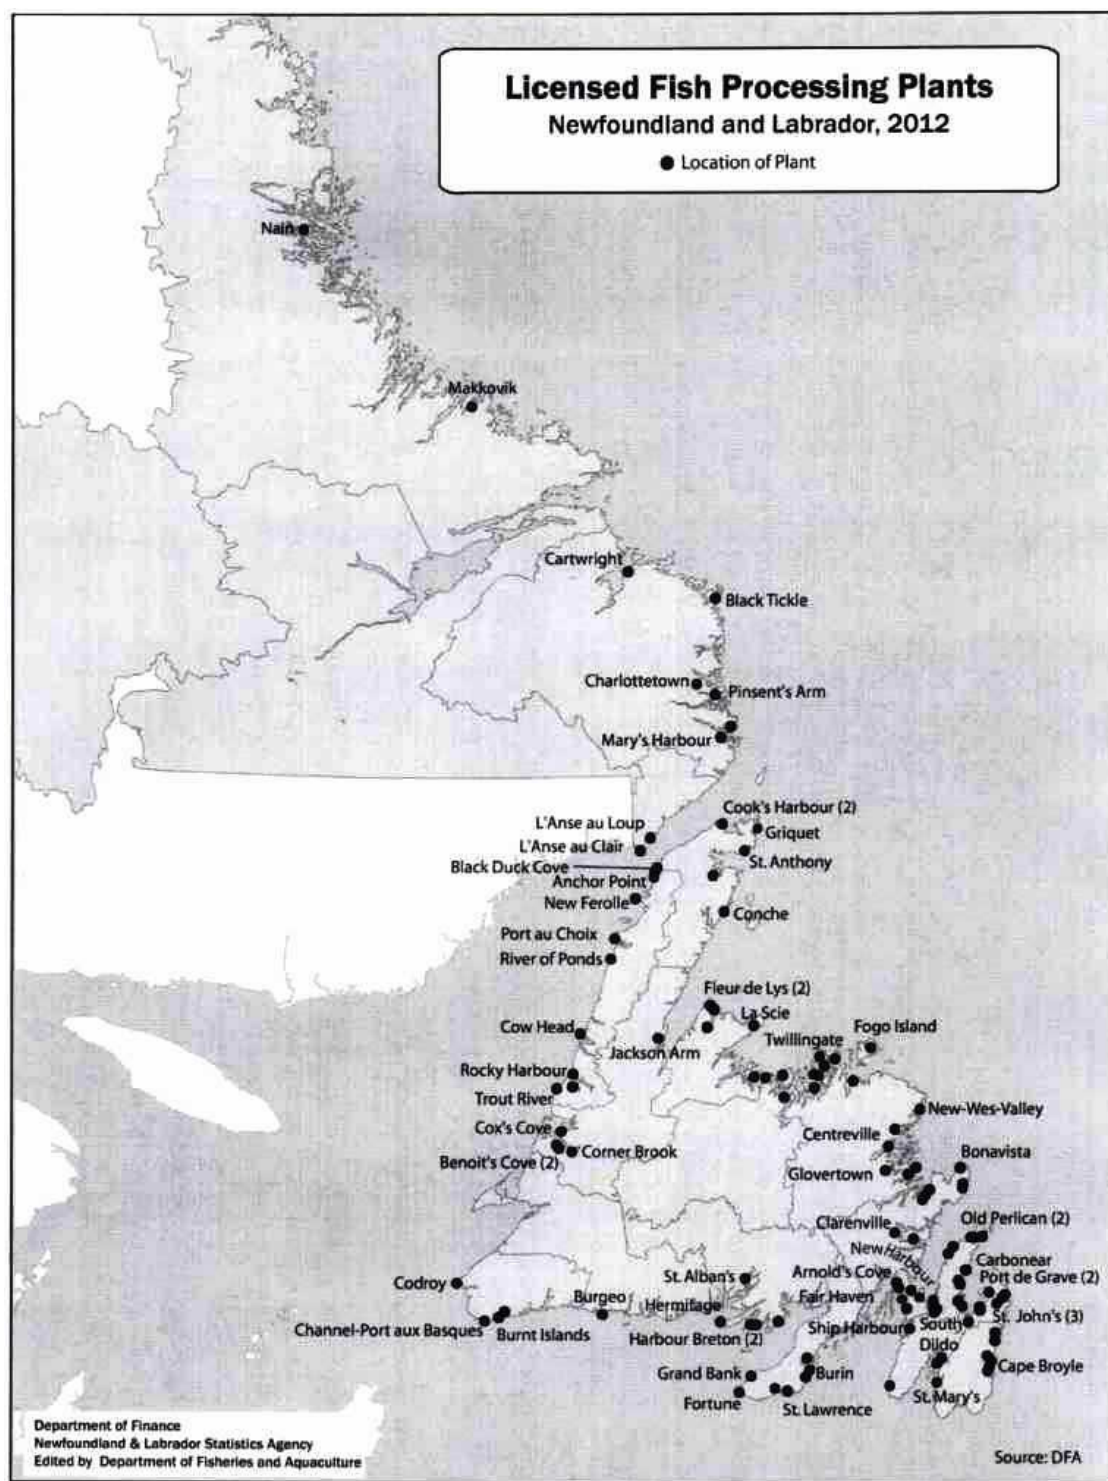 Licensed Fish Processing Plants
Newfoundland and Labrador, 2012
● Location of Plant
Nain
Makkovik
Cartwright
Black Tickle
Charlottetown
Pinsent's Arm
Mary's Harbour
Cook's Harbour (2)
L'Anse au Loup
Griquet
L'Anse au Clair
St. Anthony
Black Duck Cove
Anchor Point
New Ferolle
Conche
Port au Choix
River of Ponds
Fleur de Lys (2)
La Scie
Cow Head
Fogo Island
Twillingate
Jackson Arm
Rocky Harbour
Trout River
New-Wes-Valley
Cox's Cove
Centreville
Corner Brook
Bonavista
Benoit's Cove (2)
Glovertown
Clarenville
Old Perlican (2)
New Harbour
Carbonear
Arnold's Cove
St. Alban's
Port de Grave (2)
Codroy
Burgeo
Fair Haven
Hermitage
St. John's (3)
Channel-Port aux Basques
Burnt Islands
Harbour Breton (2)
Ship Harbour
South
Dildo
Cape Broyle
Grand Bank
Burin
Fortune
St. Lawrence
St. Mary's
Department of Finance
Newfoundland & Labrador Statistics Agency
Edited by Department of Fisheries and Aquaculture
Source: DFA